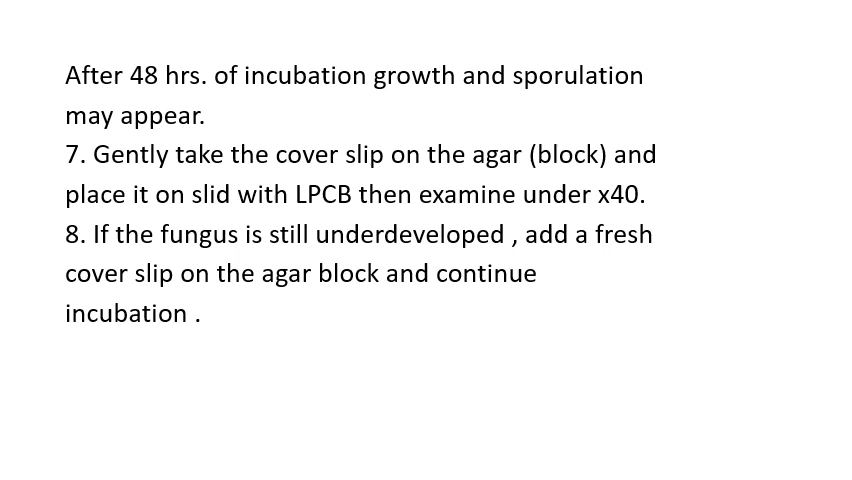 After 48 hrs. of incubation growth and sporulation
may appear.
7. Gently take the cover slip on the agar (block) and
place it on slid with LPCB then examine under x40.
8. If the fungus is still underdeveloped , add a fresh
cover slip on the agar block and continue
incubation .